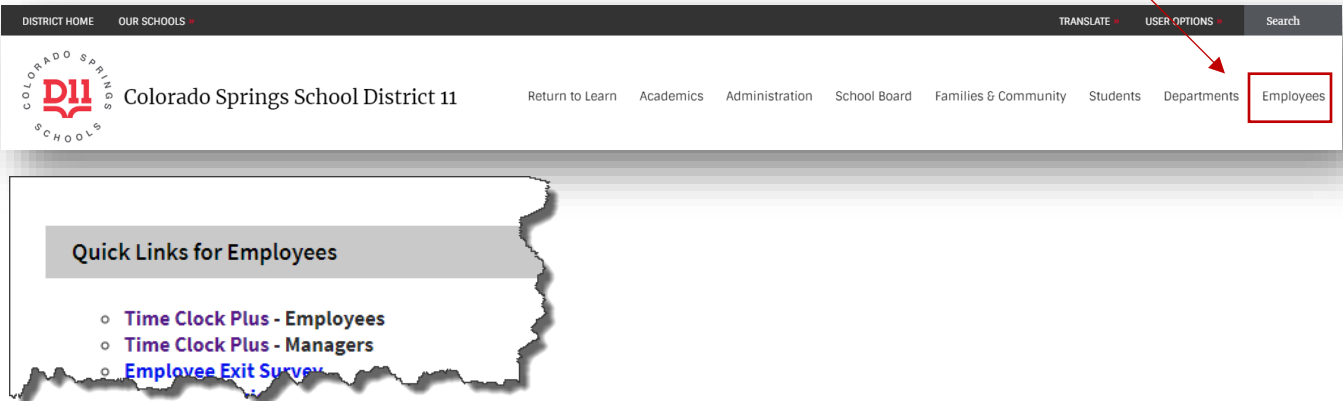 DISTRICT HOME OUR SCHOOLS » TRANSLATE » USER OPTIONS » Search
COLORADO SPRINGS SCHOOLS
D11
Colorado Springs School District 11
Return to Learn Academics Administration School Board Families & Community Students Departments Employees
Quick Links for Employees
Time Clock Plus - Employees
Time Clock Plus - Managers
Employee Exit Survey